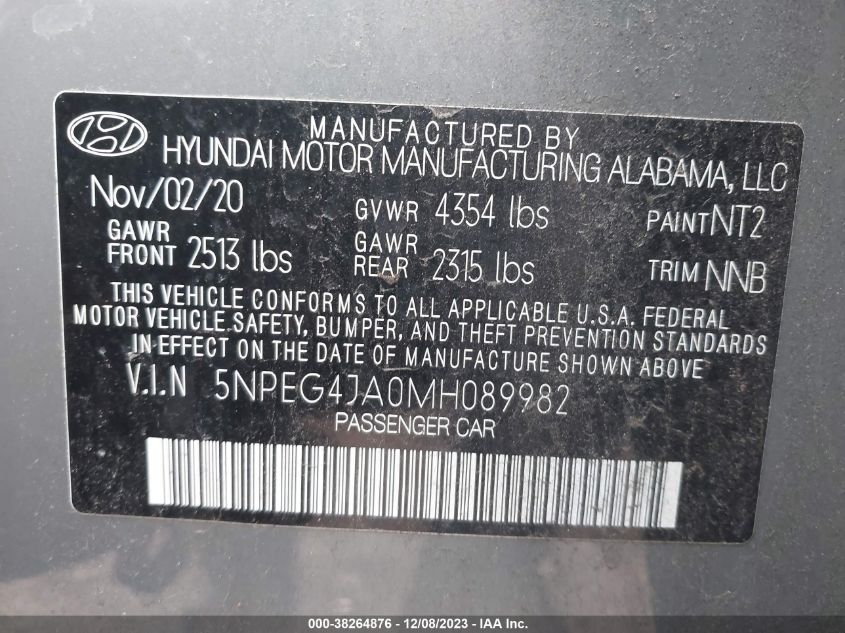 MANUFACTURED BY
HYUNDAI MOTOR MANUFACTURING ALABAMA, LLC
Nov/02/20 GVWR 4354 lbs PAINT NT2
GAWR FRONT 2513 lbs GAWR REAR 2315 lbs TRIM NNB
THIS VEHICLE CONFORMS TO ALL APPLICABLE U.S.A. FEDERAL
MOTOR VEHICLE SAFETY, BUMPER, AND THEFT PREVENTION STANDARDS
IN EFFECT ON THE DATE OF MANUFACTURE SHOWN ABOVE.
V.I.N 5NPEG4JA0MH089982
PASSENGER CAR
000-38264876 - 12/08/2023 - IAA Inc.